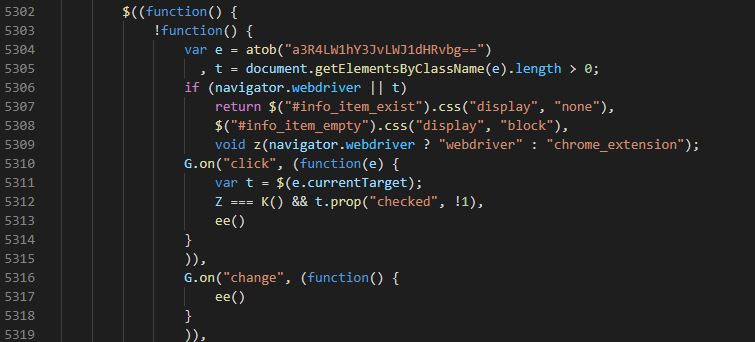 5302 $((function() {
5303 !function() {
5304 var e = atob("a3R4LW1hY3JvLWJ1dHRvbg==")
5305 , t = document.getElementsByClassName(e).length > 0;
5306 if (navigator.webdriver || t)
5307 return $("#info_item_exist").css("display", "none"),
5308 $("#info_item_empty").css("display", "block"),
5309 void z(navigator.webdriver ? "webdriver" : "chrome_extension");
5310 G.on("click", (function(e) {
5311 var t = $(e.currentTarget);
5312 Z === K() && t.prop("checked", !1),
5313 ee()
5314 }
5315 )),
5316 G.on("change", (function() {
5317 ee()
5318 }
5319 )),